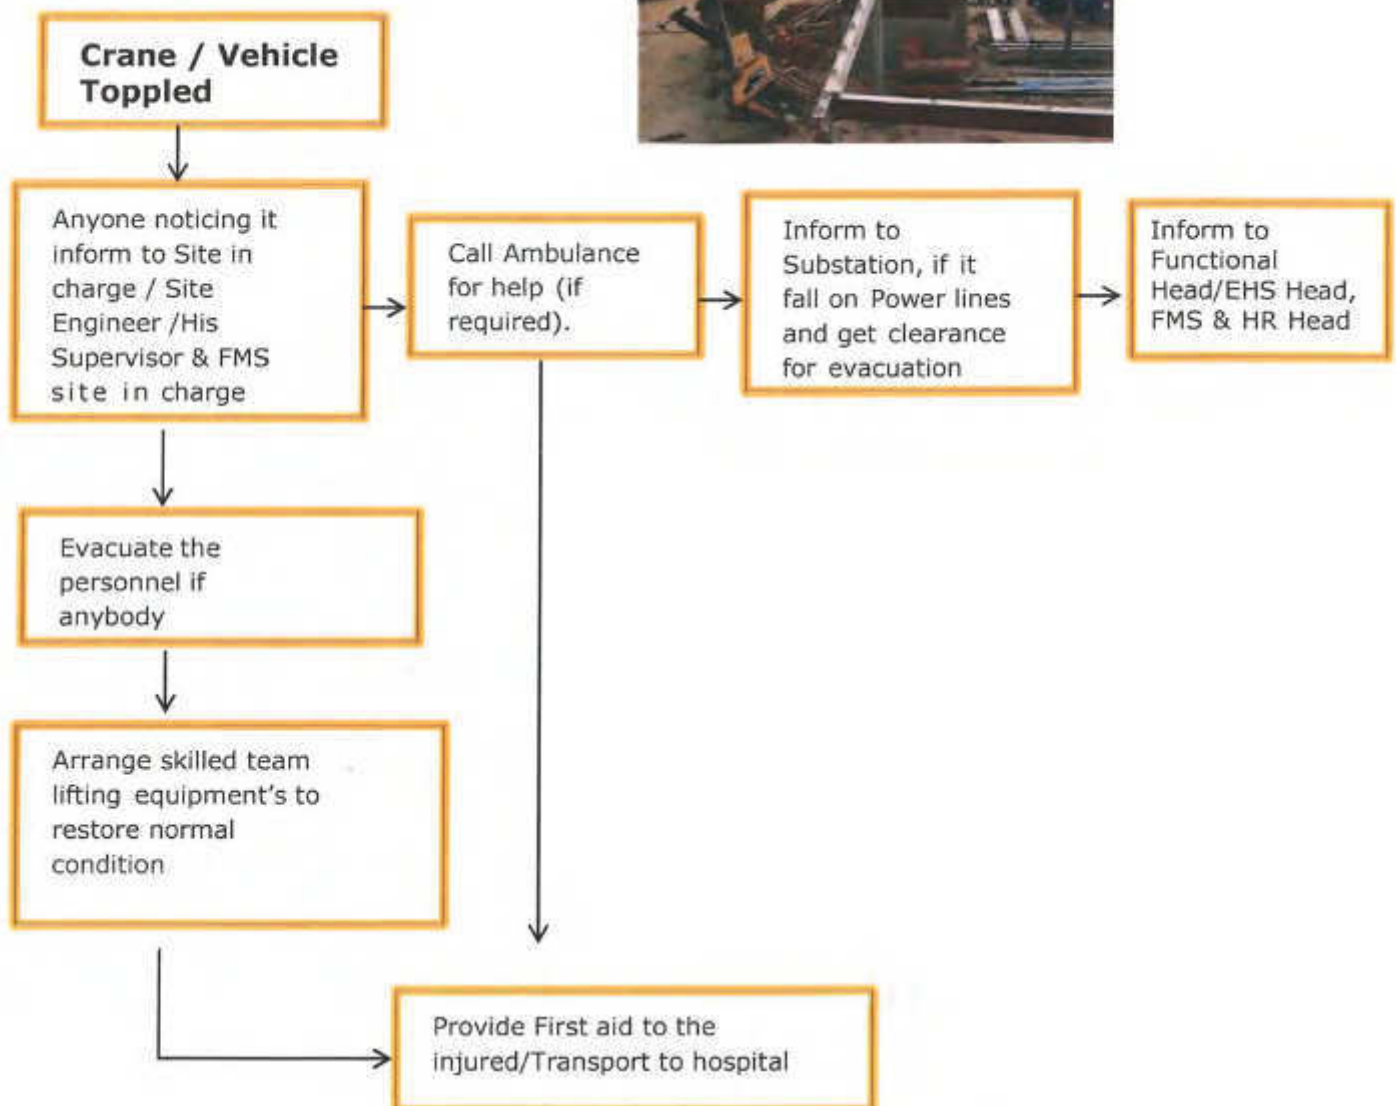 Crane / Vehicle
Toppled
Anyone noticing it
inform to Site in
charge / Site
Engineer /His
Supervisor & FMS
site in charge
Call Ambulance
for help (if
required).
Inform to
Substation, if it
fall on Power lines
and get clearance
for evacuation
Inform to
Functional
Head/EHS Head,
FMS & HR Head
Evacuate the
personnel if
anybody
Arrange skilled team
lifting equipment's to
restore normal
condition
Provide First aid to the
injured/Transport to hospital